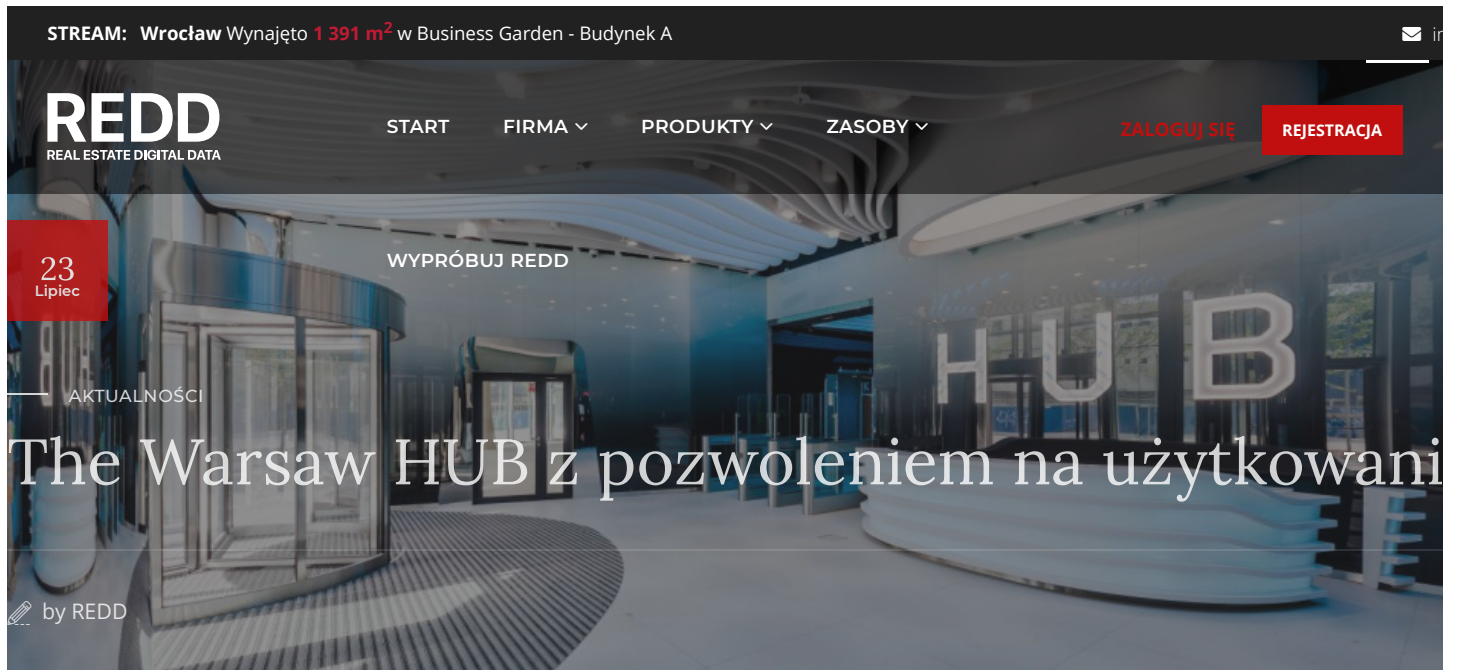 STREAM: Wrocław Wynajęto 1 391 m² w Business Garden - Budynek A
REDD
REAL ESTATE DIGITAL DATA
START FIRMA PRODUKTY ZASOBY ZALOGUJ SIĘ REJESTRACJA
WYPRÓBUJ REDD
23
Lipiec
HUB
AKTUALNOŚCI
The Warsaw HUB z pozwoleniem na użytkowani
by REDD